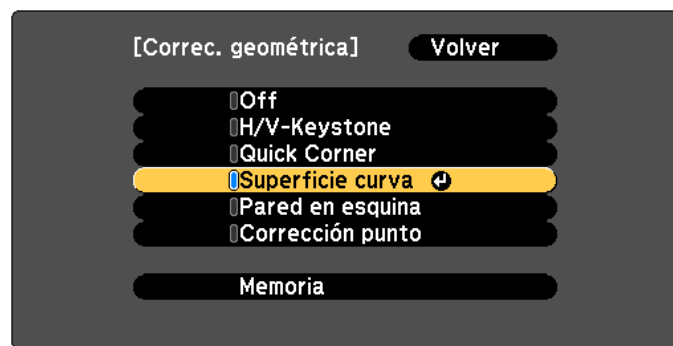 [Correc. geométrica] Volver
Off
H/V-Keystone
Quick Corner
Superficie curva
Pared en esquina
Corrección punto
Memoria